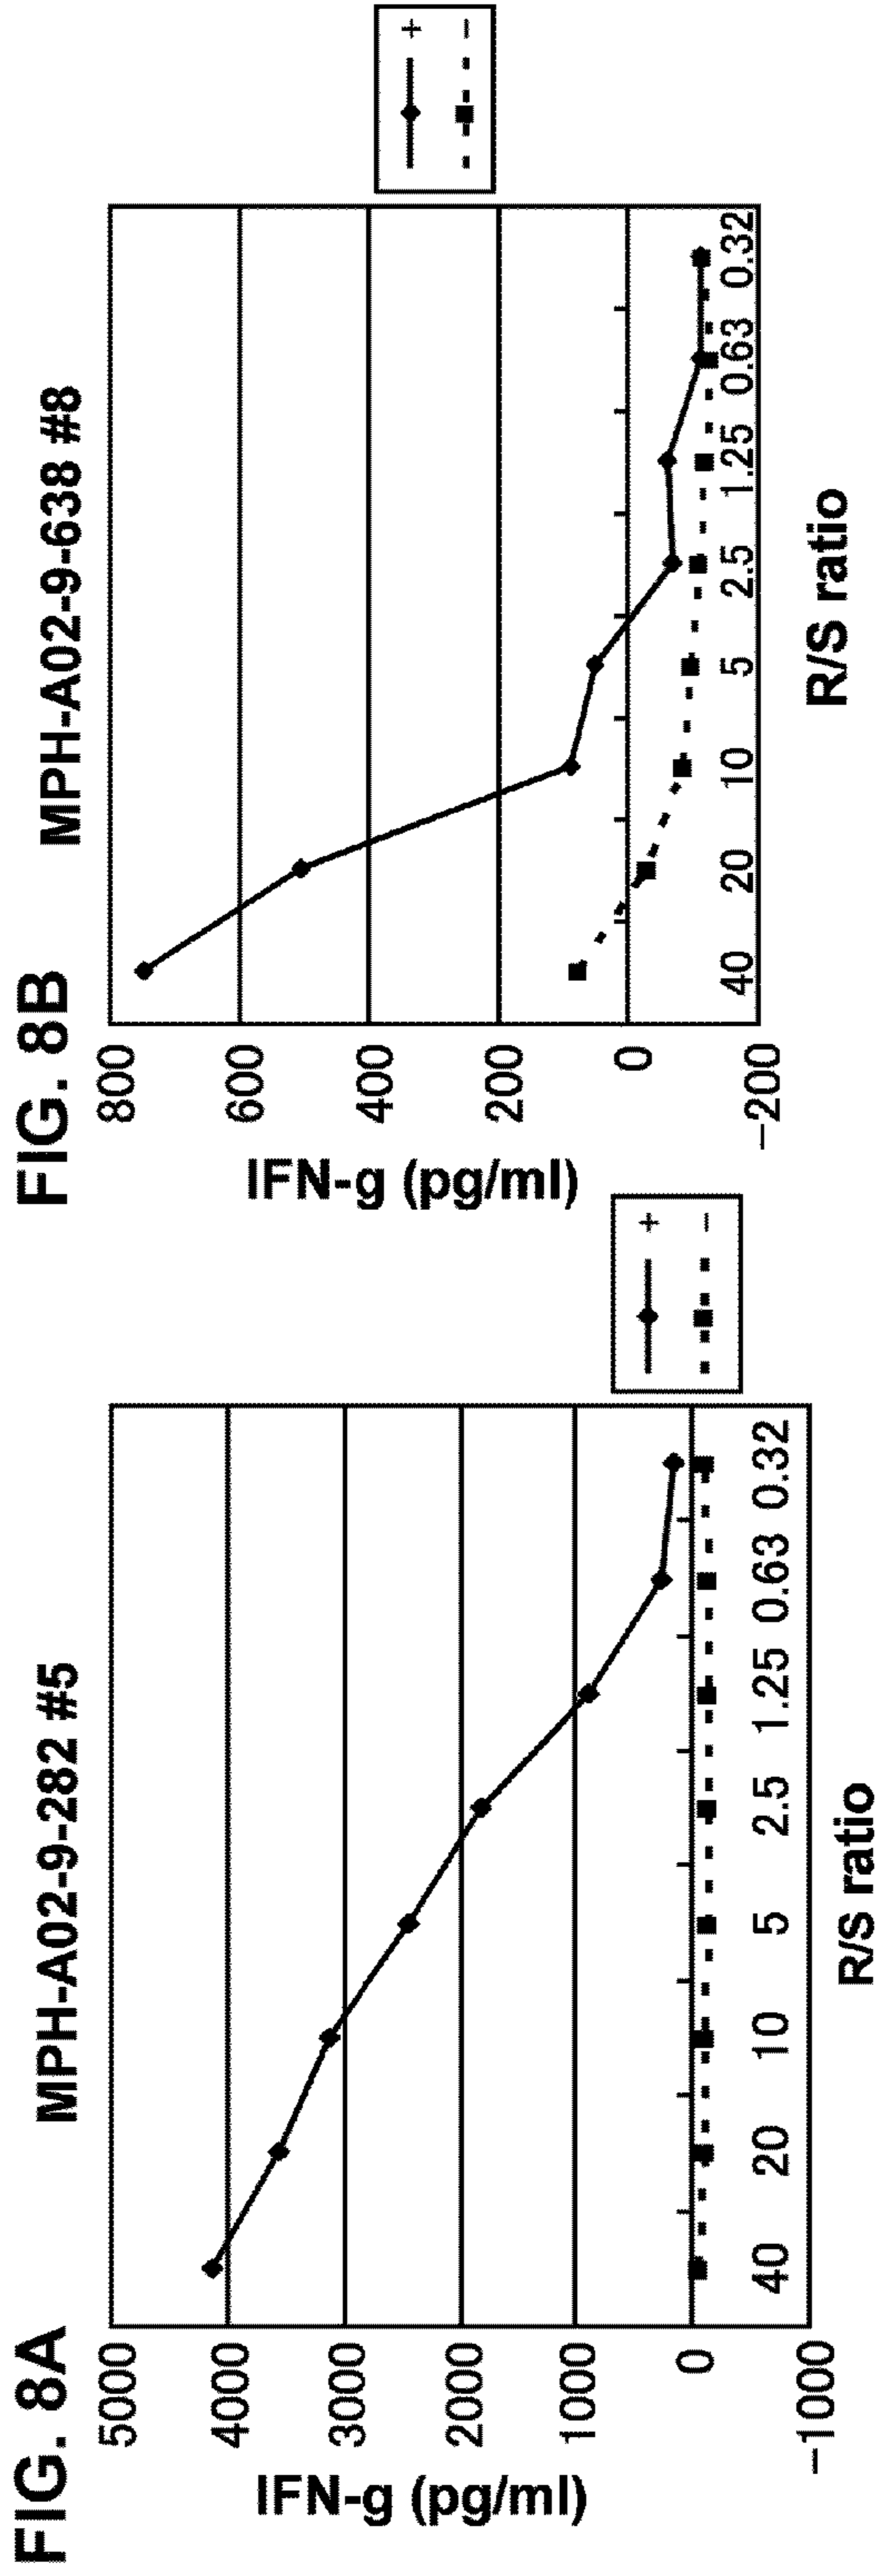 FIG. 8A
MPH-A02-9-282 #5
IFN-g (pg/ml)
5000
4000
3000
2000
1000
0
−1000
40 20 10 5 2.5 1.25 0.63 0.32
R/S ratio
+
−
FIG. 8B
MPH-A02-9-638 #8
IFN-g (pg/ml)
800
600
400
200
0
−200
40 20 10 5 2.5 1.25 0.63 0.32
R/S ratio
+
−